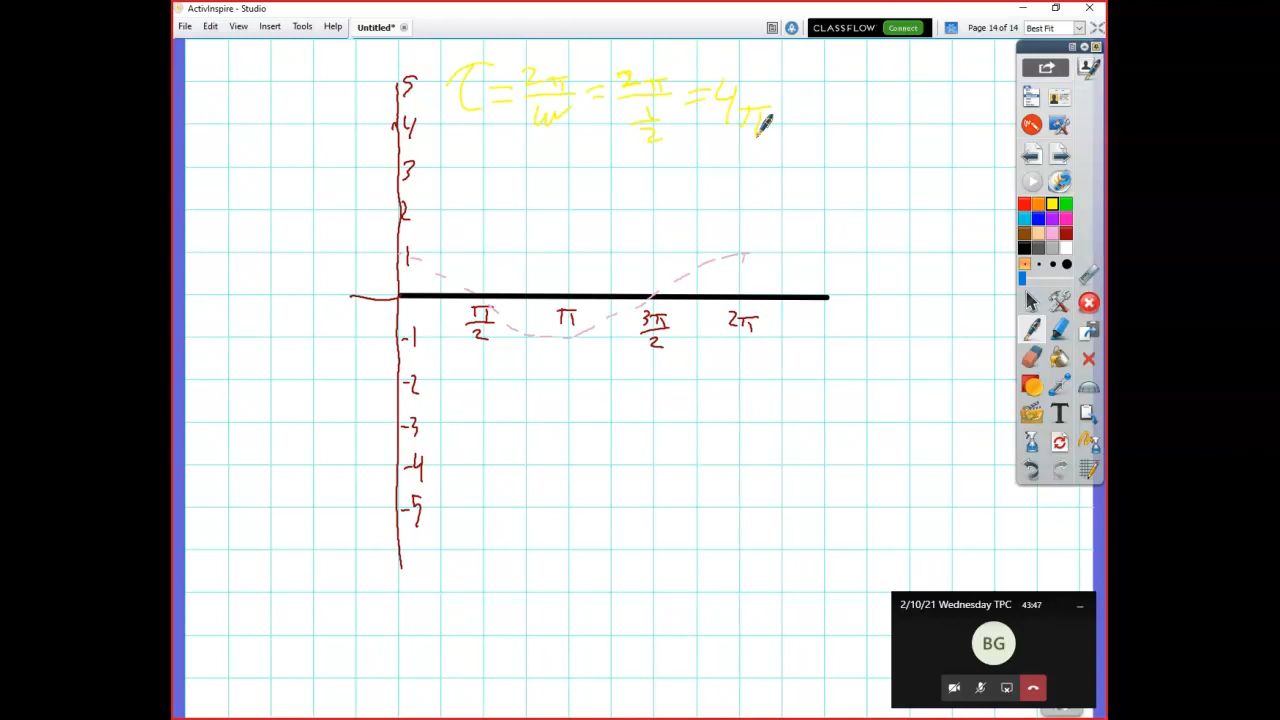 ActivInspire - Studio
File Edit View Insert Tools Help Untitled* CLASSFLOW Connect Page 14 of 14 Best Fit
τ = 2π/ω = 2π/(1/2) = 4π
5
4
3
2
1
π/2 π 3π/2 2π
-1
-2
-3
-4
-5
2/10/21 Wednesday TPC 43:47
BG